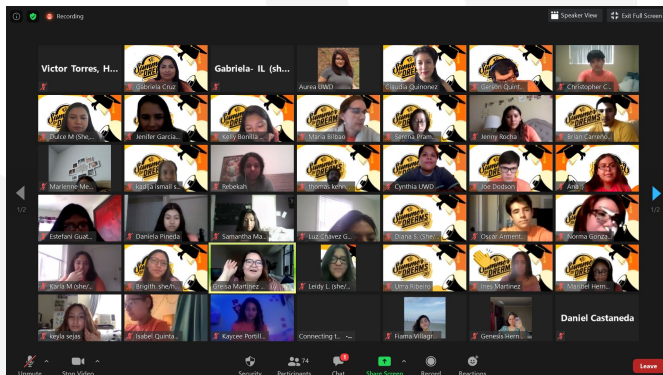 Recording
Speaker View
Exit Full Screen
Victor Torres, H...
Gabriela Cruz
Gabriela- IL (sh...
Aurea UWD
Claudia Quinonez
Gerson Quint...
Christopher C...
Dulce M (She,...
Jenifer Garcia...
Kelly Bonilla
Maria Bilbao
Serena Pram...
Jenny Rocha
Brian Carreño...
Marlenne Me...
kadija ismail s...
Rebekah
thomas kenn
Cynthia UWD
Joe Dodson
Ana
1/2
1/2
Estefani Guat...
Daniela Pineda
Samantha Ma...
Luz Chavez G...
Diana S. (She/...
Oscar Arment...
Norma Gonza...
Karla M (she/...
Brigith, she/h...
Greisa Martinez
Leidy L. (she/...
Uma Ribeiro
Ines Martinez
Maribel Hern...
keyla sejas
Isabel Quinta...
Kaycee Portill...
Connecting t...
Fiama Villagr...
Genesis Hern...
Daniel Castaneda
Unmute
Stop Video
Security
74
Participants
Chat
Share Screen
Record
Reactions
Leave